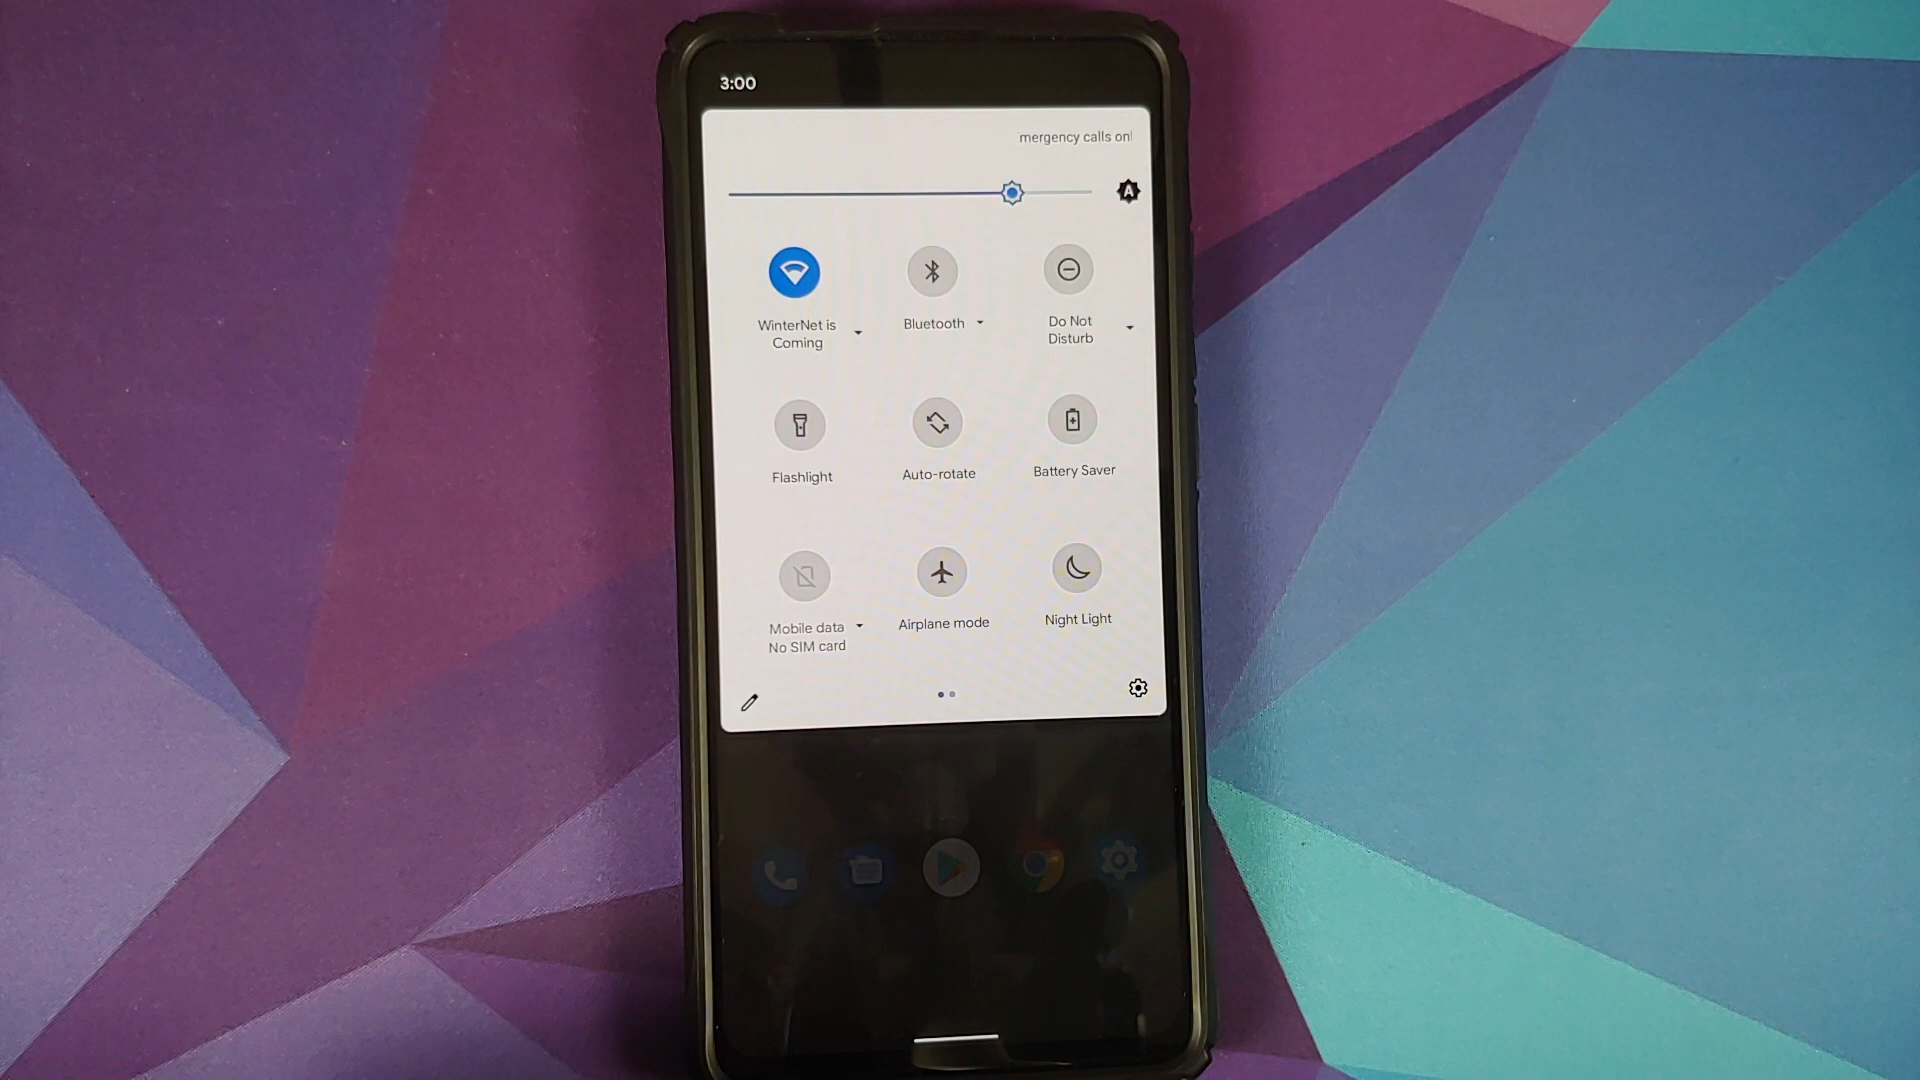 3:00
mergency calls onl
A
WinterNet is
Coming
Bluetooth
Do Not
Disturb
Flashlight
Auto-rotate
Battery Saver
Mobile data
No SIM card
Airplane mode
Night Light